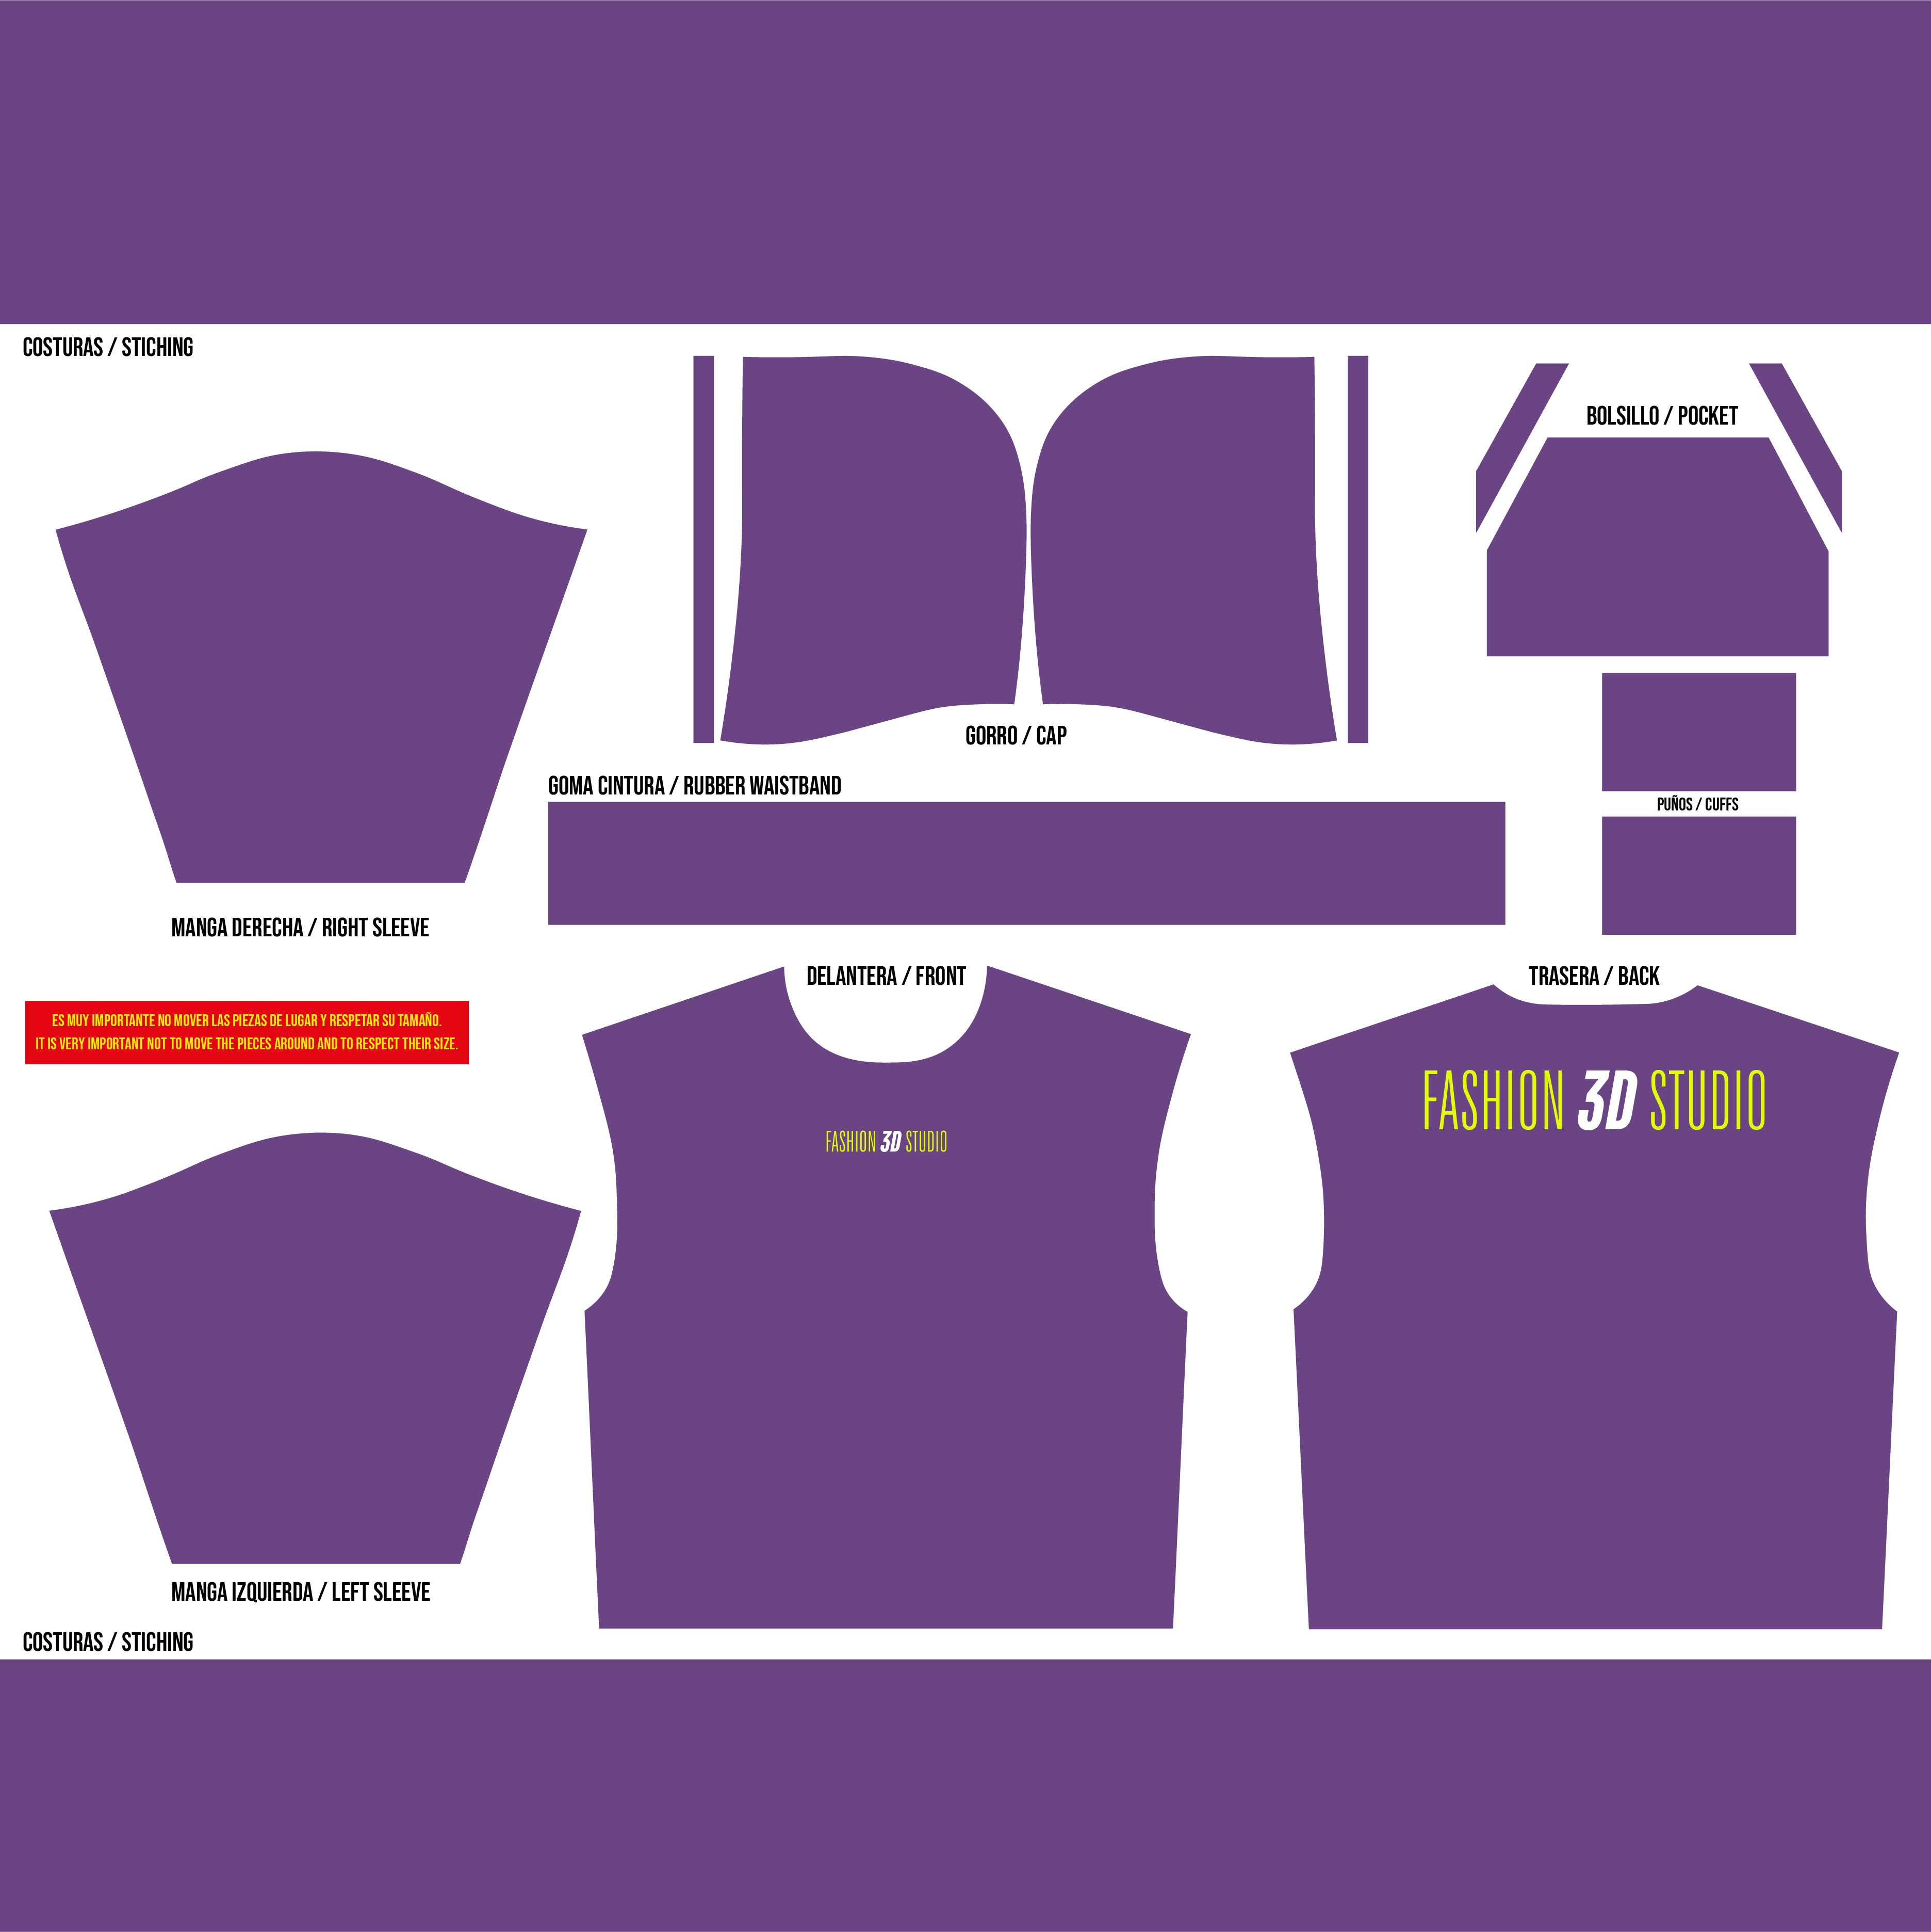 COSTURAS / STICHING
BOLSILLO / POCKET
GORRO / CAP
GOMA CINTURA / RUBBER WAISTBAND
PUÑOS / CUFFS
MANGA DERECHA / RIGHT SLEEVE
DELANTERA / FRONT
TRASERA / BACK
ES MUY IMPORTANTE NO MOVER LAS PIEZAS DE LUGAR Y RESPETAR SU TAMAÑO.
IT IS VERY IMPORTANT NOT TO MOVE THE PIECES AROUND AND TO RESPECT THEIR SIZE.
FASHION 3D STUDIO
FASHION 3D STUDIO
MANGA IZQUIERDA / LEFT SLEEVE
COSTURAS / STICHING